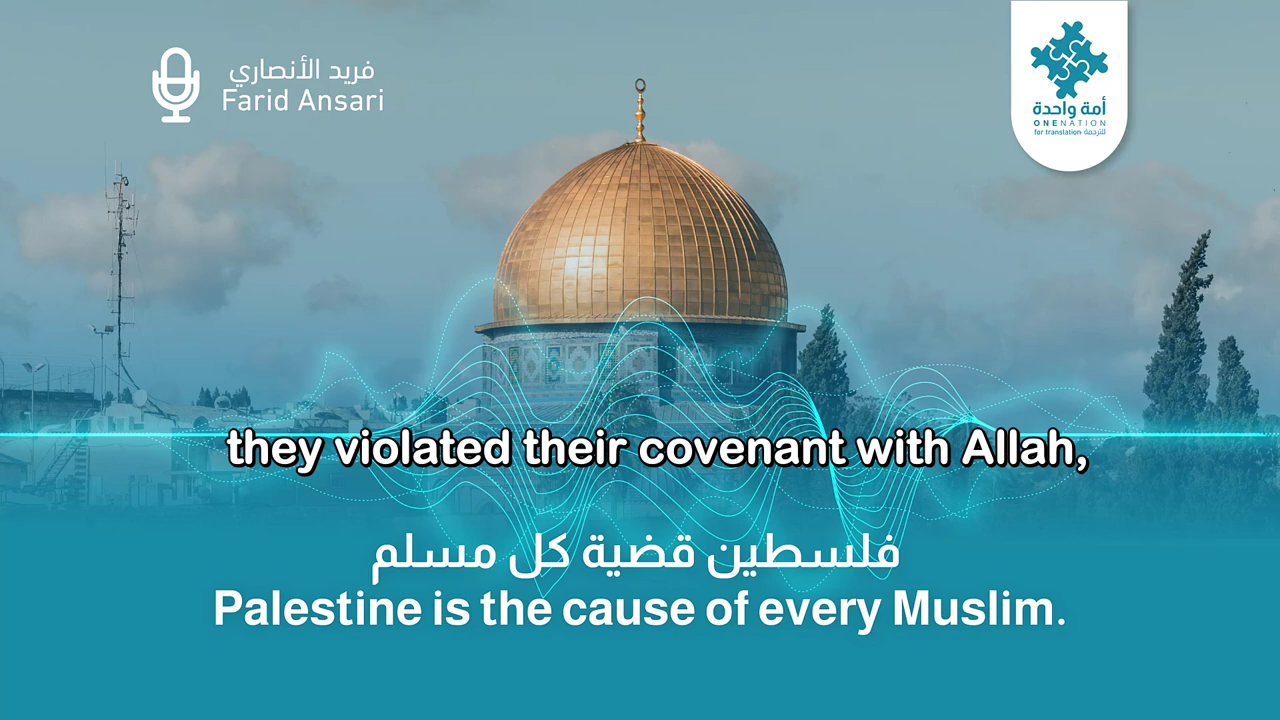 فريد الأنصاري
Farid Ansari
أمة واحدة
ONENATION
for translation للترجمة
they violated their covenant with Allah,
فلسطين قضية كل مسلم
Palestine is the cause of every Muslim.